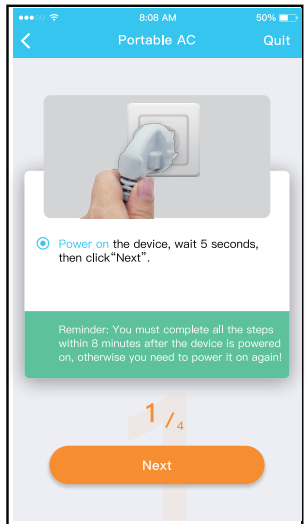 8:08 AM
50%
Portable AC
Quit
Power on the device, wait 5 seconds,
then click“Next”.
Reminder: You must complete all the steps
within 8 minutes after the device is powered
on, otherwise you need to power it on again!
1 / 4
Next